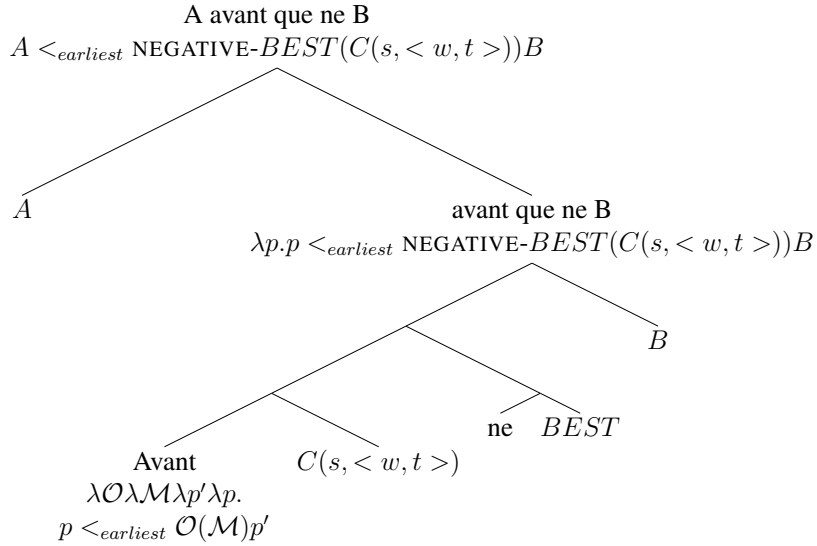 A avant que ne B
A <earliest NEGATIVE-BEST(C(s, < w, t >))B
A
avant que ne B
λp.p <earliest NEGATIVE-BEST(C(s, < w, t >))B
B
ne BEST
Avant C(s, < w, t >)
λ𝒪λℳλp′λp.
p <earliest 𝒪(ℳ)p′